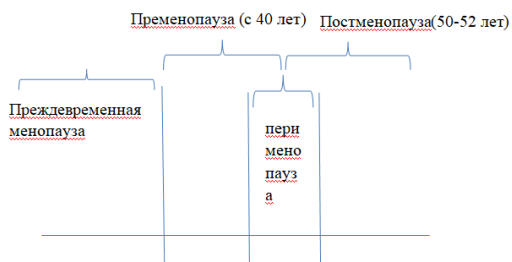 Пременопауза (с 40 лет)
Постменопауза(50-52 лет)
Преждевременная
менопауза
пери
мено
пауз
а